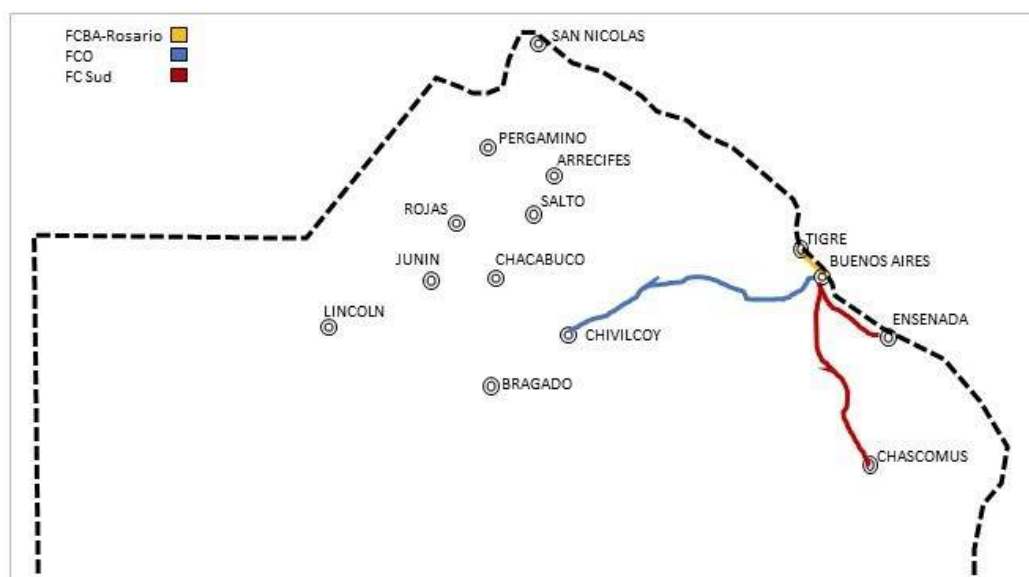 FCBA-Rosario
FCO
FC Sud
SAN NICOLAS
PERGAMINO
ARRECIFES
ROJAS
SALTO
TIGRE
JUNIN
CHACABUCO
BUENOS AIRES
LINCOLN
ENSENADA
CHIVILCOY
BRAGADO
CHASCOMUS